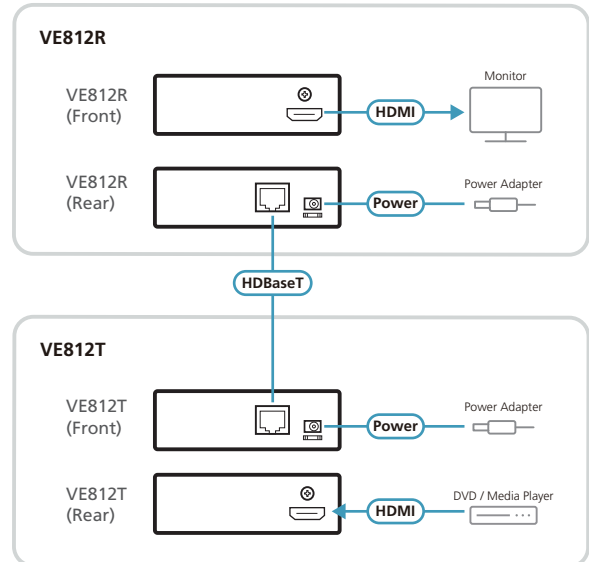 VE812R
VE812R
(Front)
HDMI
Monitor
VE812R
(Rear)
Power
Power Adapter
HDBaseT
VE812T
VE812T
(Front)
Power
Power Adapter
VE812T
(Rear)
HDMI
DVD / Media Player